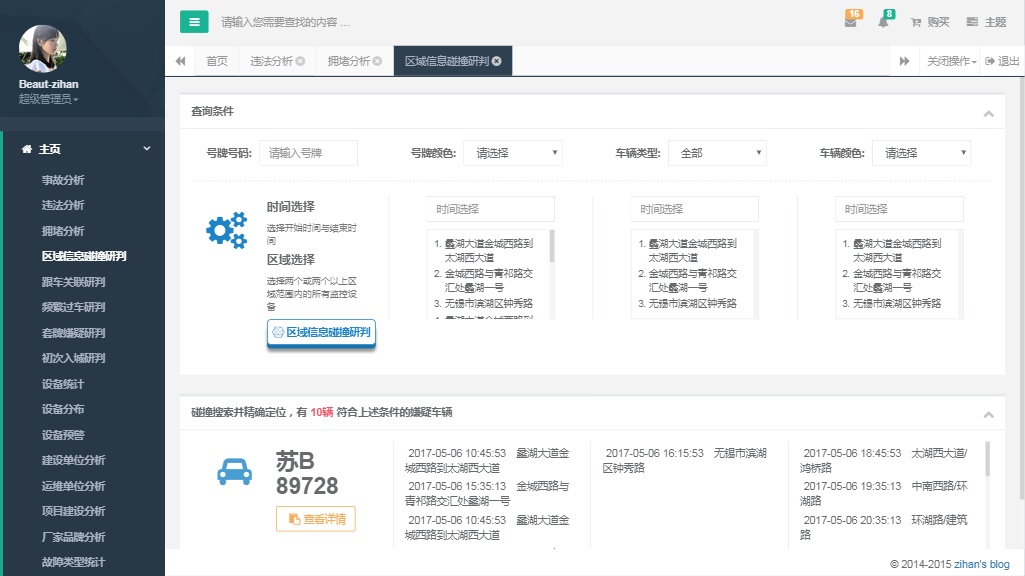 Beaut-zihan
超级管理员
主页
事故分析
违法分析
拥堵分析
区域信息碰撞研判
跟车关联研判
频繁过车研判
套牌嫌疑研判
初次入城研判
设备统计
设备分布
设备预警
建设单位分析
运维单位分析
项目建设分析
厂家品牌分析
故障类型统计
请输入您需要查找的内容 …
16
8
购买
主题
首页
违法分析
拥堵分析
区域信息碰撞研判
关闭操作
退出
查询条件
号牌号码:
请输入号牌
号牌颜色:
请选择
车辆类型:
全部
车辆颜色:
请选择
时间选择
选择开始时间与结束时
间
区域选择
选择两个或两个以上区
域范围内的所有监控设
备
区域信息碰撞研判
时间选择
1. 蠡湖大道金城西路到
太湖西大道
2. 金城西路与青祁路交
汇处蠡湖一号
3. 无锡市滨湖区钟秀路
时间选择
1. 蠡湖大道金城西路到
太湖西大道
2. 金城西路与青祁路交
汇处蠡湖一号
3. 无锡市滨湖区钟秀路
时间选择
1. 蠡湖大道金城西路到
太湖西大道
2. 金城西路与青祁路交
汇处蠡湖一号
3. 无锡市滨湖区钟秀路
碰撞搜索并精确定位，有 10辆 符合上述条件的嫌疑车辆
苏B
89728
查看详情
2017-05-06 10:45:53 蠡湖大道金
城西路到太湖西大道
2017-05-06 15:35:13 金城西路与
青祁路交汇处蠡湖一号
2017-05-06 10:45:53 蠡湖大道金
城西路到太湖西大道
2017-05-06 16:15:53 无锡市滨湖
区钟秀路
2017-05-06 18:45:53 太湖西大道/
鸿桥路
2017-05-06 19:35:13 中南西路/环
湖路
2017-05-06 20:35:13 环湖路/建筑
路
© 2014-2015 zihan's blog